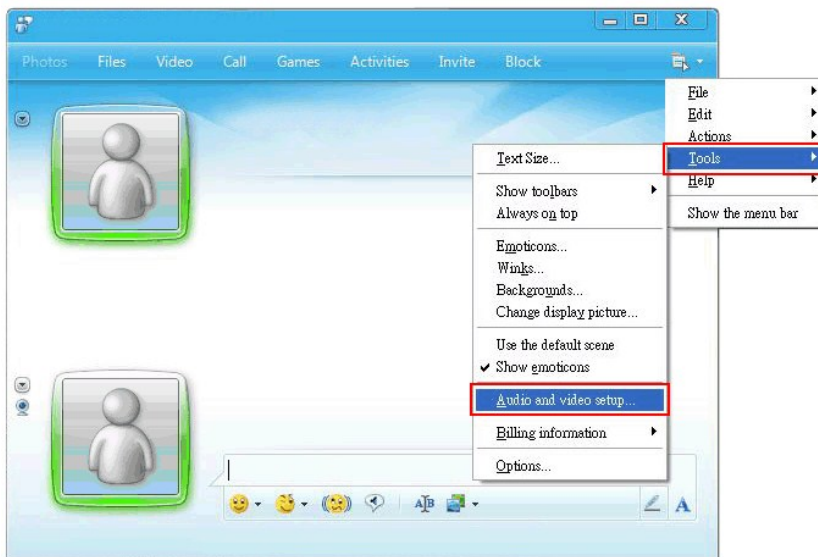 Photos Files Video Call Games Activities Invite Block
File
Edit
Actions
Tools
Help
Show the menu bar
Text Size...
Show toolbars
Always on top
Emoticons...
Winks...
Backgrounds...
Change display picture...
Use the default scene
Show emoticons
Audio and video setup...
Billing information
Options...